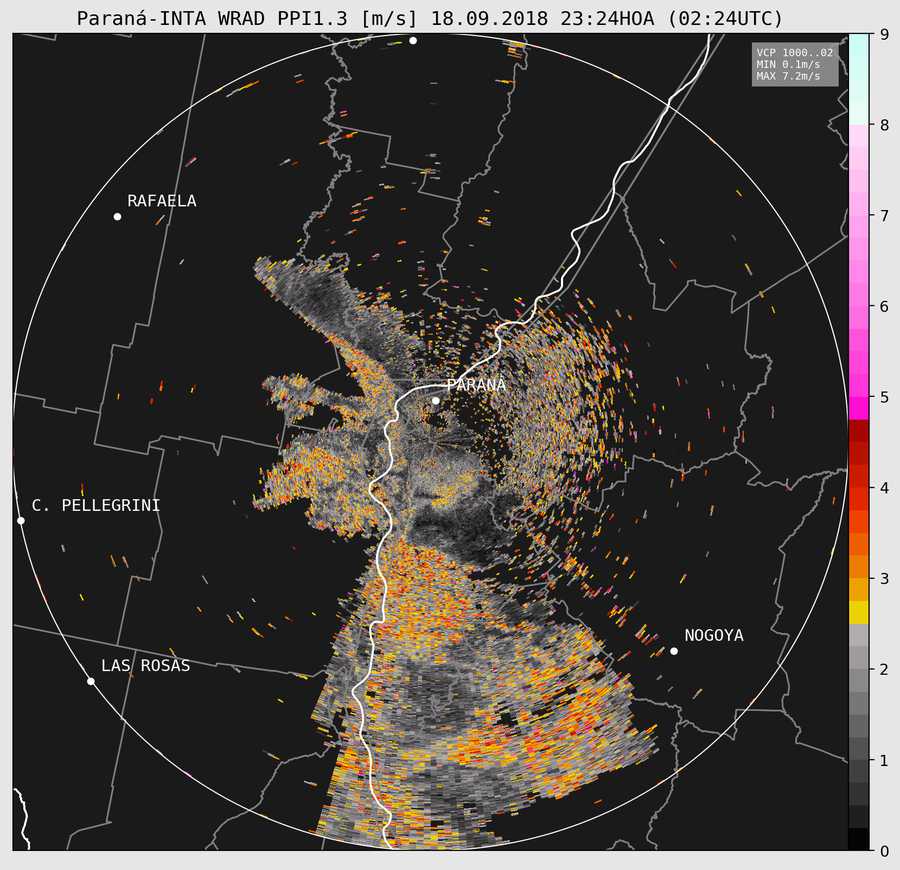 Paraná-INTA WRAD PPI1.3 [m/s] 18.09.2018 23:24HOA (02:24UTC)
VCP 1000..02
MIN 0.1m/s
MAX 7.2m/s
RAFAELA
PARANÁ
C. PELLEGRINI
NOGOYA
LAS ROSAS
9
8
7
6
5
4
3
2
1
0